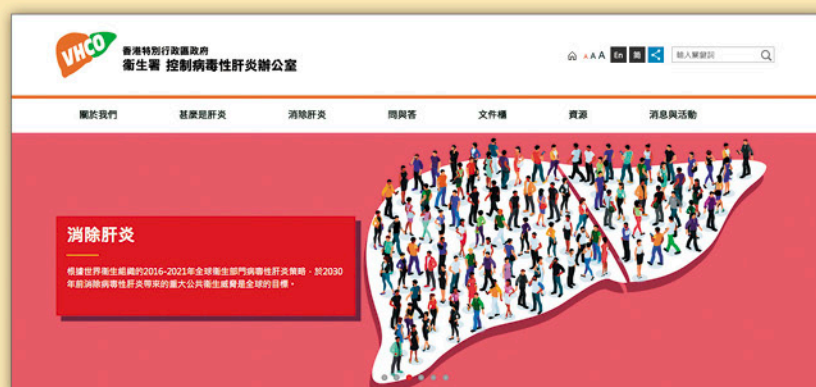 VHCO
香港特別行政區政府
衞生署 控制病毒性肝炎辦公室
A A A En 簡 輸入關鍵詞
關於我們 甚麼是肝炎 消除肝炎 問與答 文件櫃 資源 消息與活動
消除肝炎
根據世界衞生組織的2016-2021年全球衞生部門病毒性肝炎策略，於2030
年前消除病毒性肝炎帶來的重大公共衞生威脅是全球的目標。